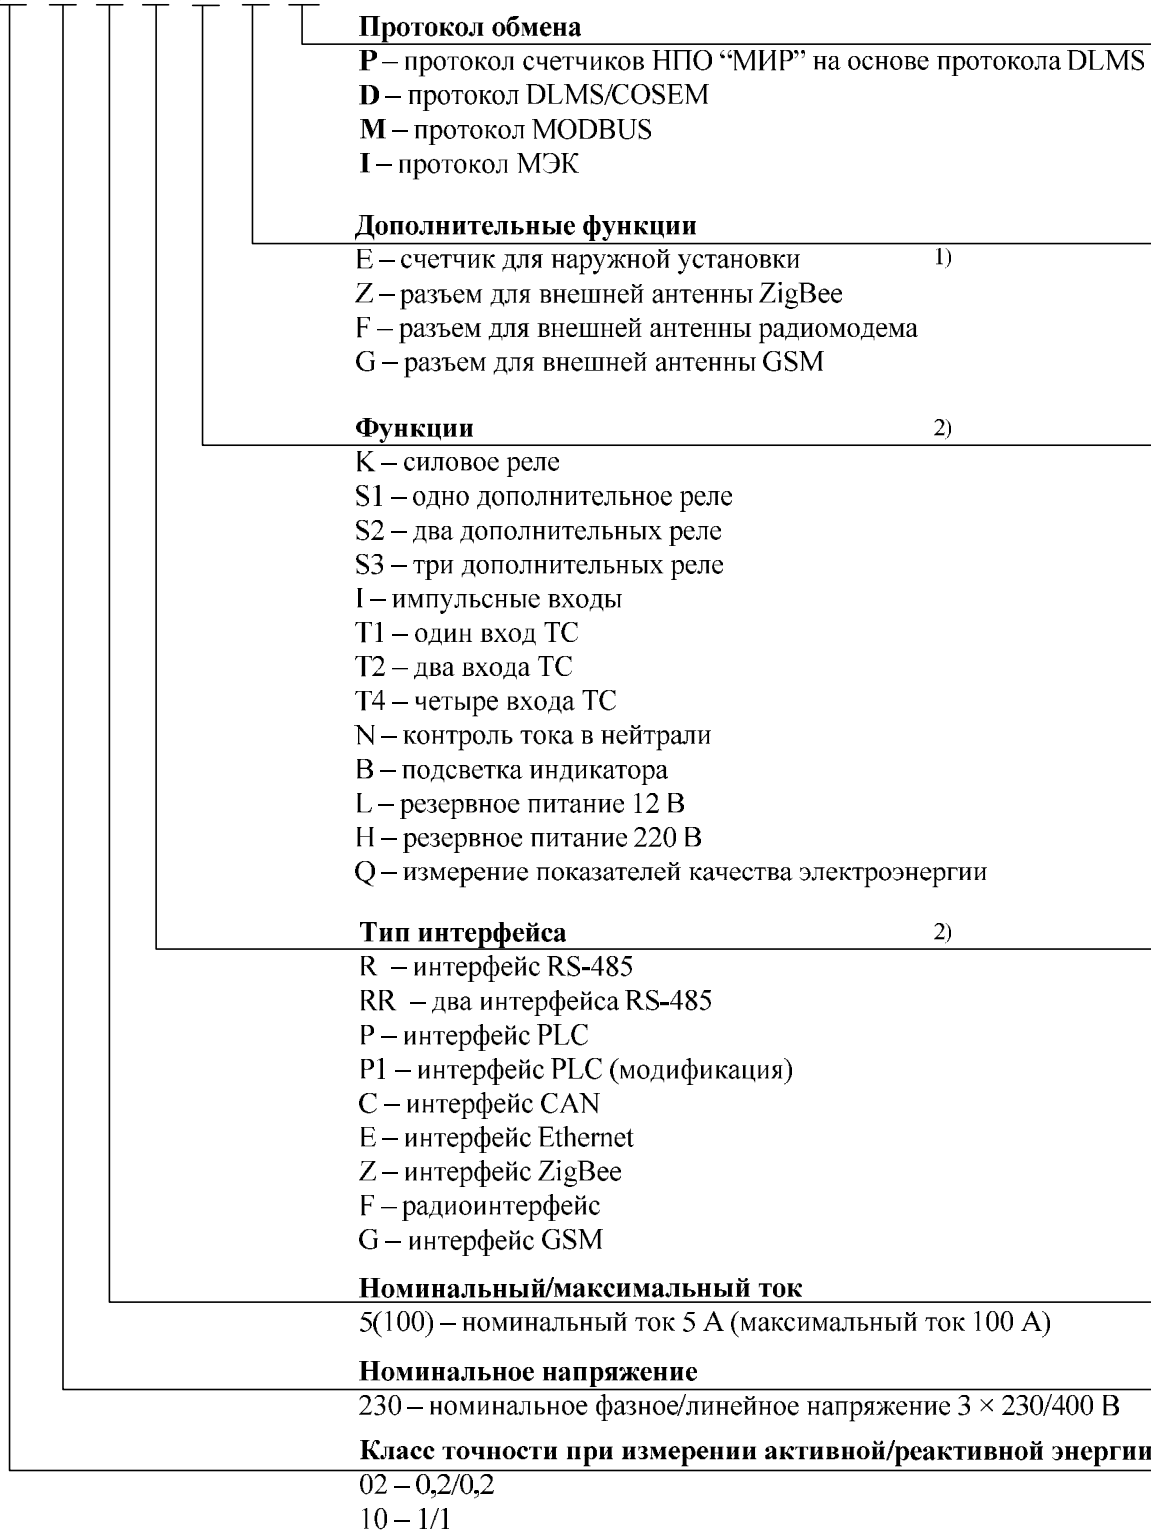 Протокол обмена
P – протокол счетчиков НПО “МИР” на основе протокола DLMS
D – протокол DLMS/COSEM
M – протокол MODBUS
I – протокол МЭК
Дополнительные функции
E – счетчик для наружной установки 1)
Z – разъем для внешней антенны ZigBee
F – разъем для внешней антенны радиомодема
G – разъем для внешней антенны GSM
Функции 2)
K – силовое реле
S1 – одно дополнительное реле
S2 – два дополнительных реле
S3 – три дополнительных реле
I – импульсные входы
T1 – один вход ТС
T2 – два входа ТС
T4 – четыре входа ТС
N – контроль тока в нейтрали
B – подсветка индикатора
L – резервное питание 12 В
H – резервное питание 220 В
Q – измерение показателей качества электроэнергии
Тип интерфейса 2)
R – интерфейс RS-485
RR – два интерфейса RS-485
P – интерфейс PLC
P1 – интерфейс PLC (модификация)
C – интерфейс CAN
E – интерфейс Ethernet
Z – интерфейс ZigBee
F – радиоинтерфейс
G – интерфейс GSM
Номинальный/максимальный ток
5(100) – номинальный ток 5 А (максимальный ток 100 А)
Номинальное напряжение
230 – номинальное фазное/линейное напряжение 3 × 230/400 В
Класс точности при измерении активной/реактивной энергии
02 – 0,2/0,2
10 – 1/1